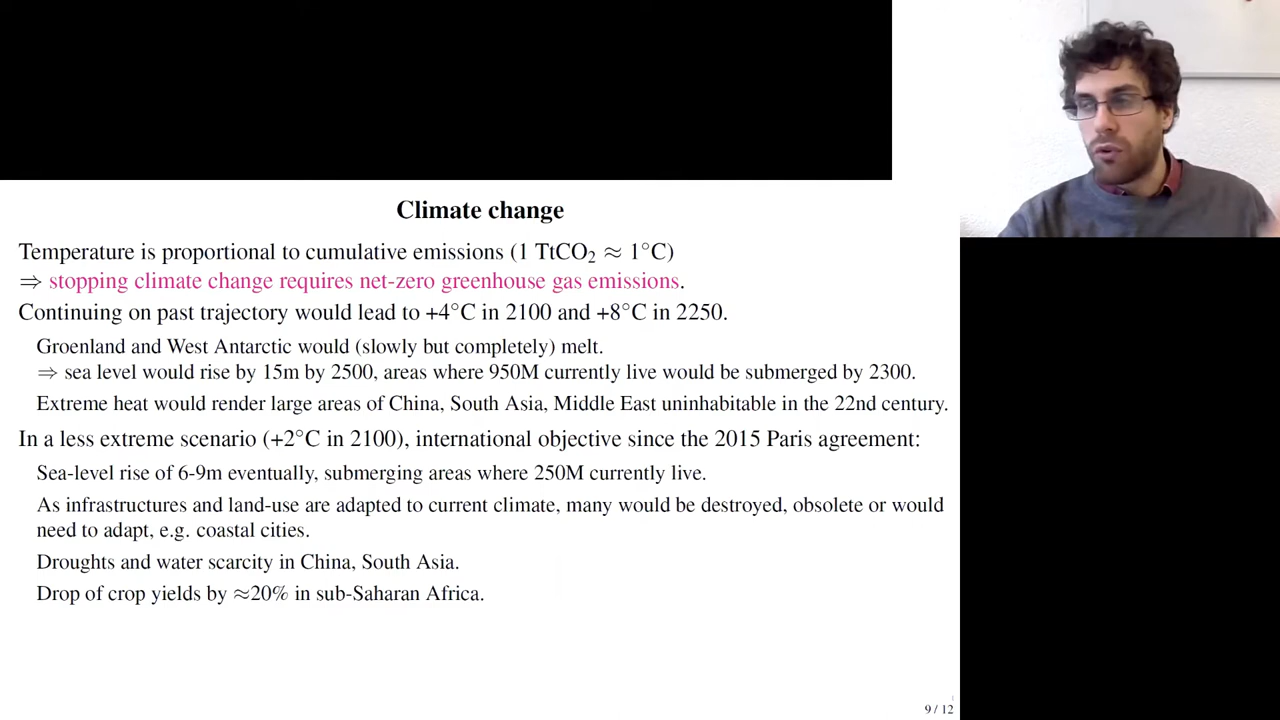 Climate change
Temperature is proportional to cumulative emissions (1 TtCO₂ ≈ 1°C)
⇒ stopping climate change requires net-zero greenhouse gas emissions.
Continuing on past trajectory would lead to +4°C in 2100 and +8°C in 2250.
Groenland and West Antarctic would (slowly but completely) melt.
⇒ sea level would rise by 15m by 2500, areas where 950M currently live would be submerged by 2300.
Extreme heat would render large areas of China, South Asia, Middle East uninhabitable in the 22nd century.
In a less extreme scenario (+2°C in 2100), international objective since the 2015 Paris agreement:
Sea-level rise of 6-9m eventually, submerging areas where 250M currently live.
As infrastructures and land-use are adapted to current climate, many would be destroyed, obsolete or would
need to adapt, e.g. coastal cities.
Droughts and water scarcity in China, South Asia.
Drop of crop yields by ≈20% in sub-Saharan Africa.
9 / 12